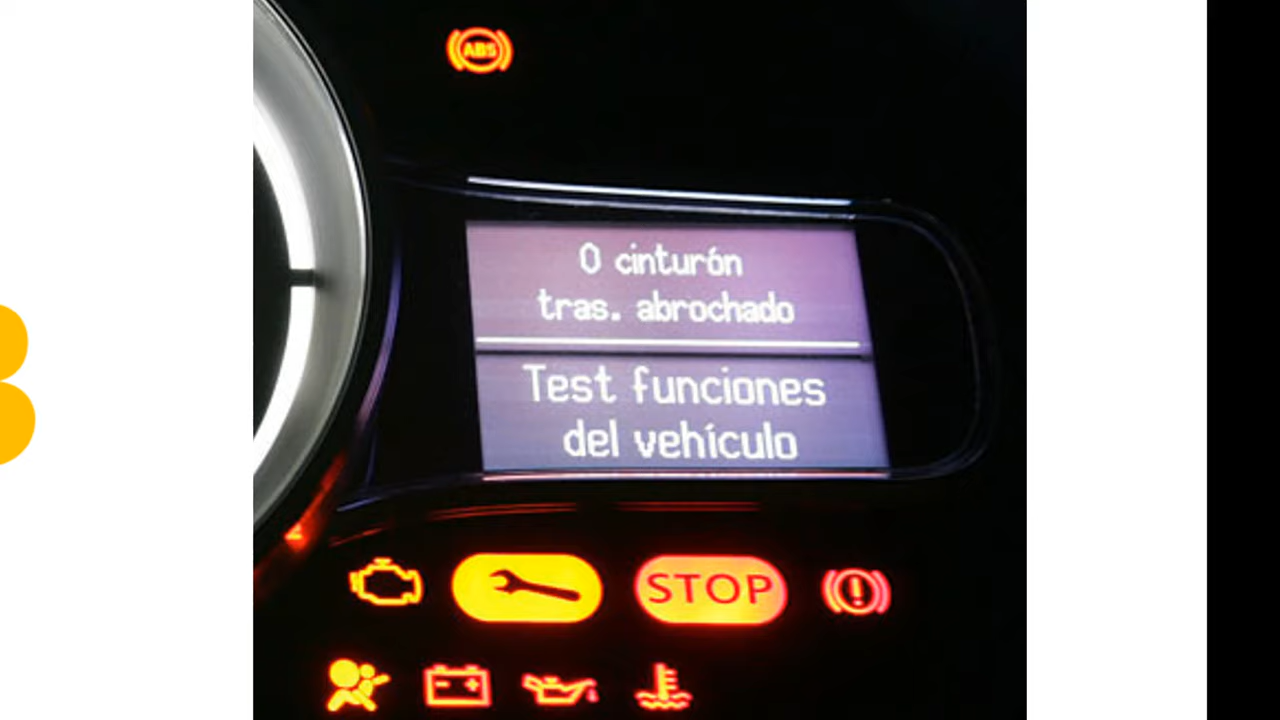 ABS
0 cinturón
tras. abrochado
Test funciones
del vehículo
STOP